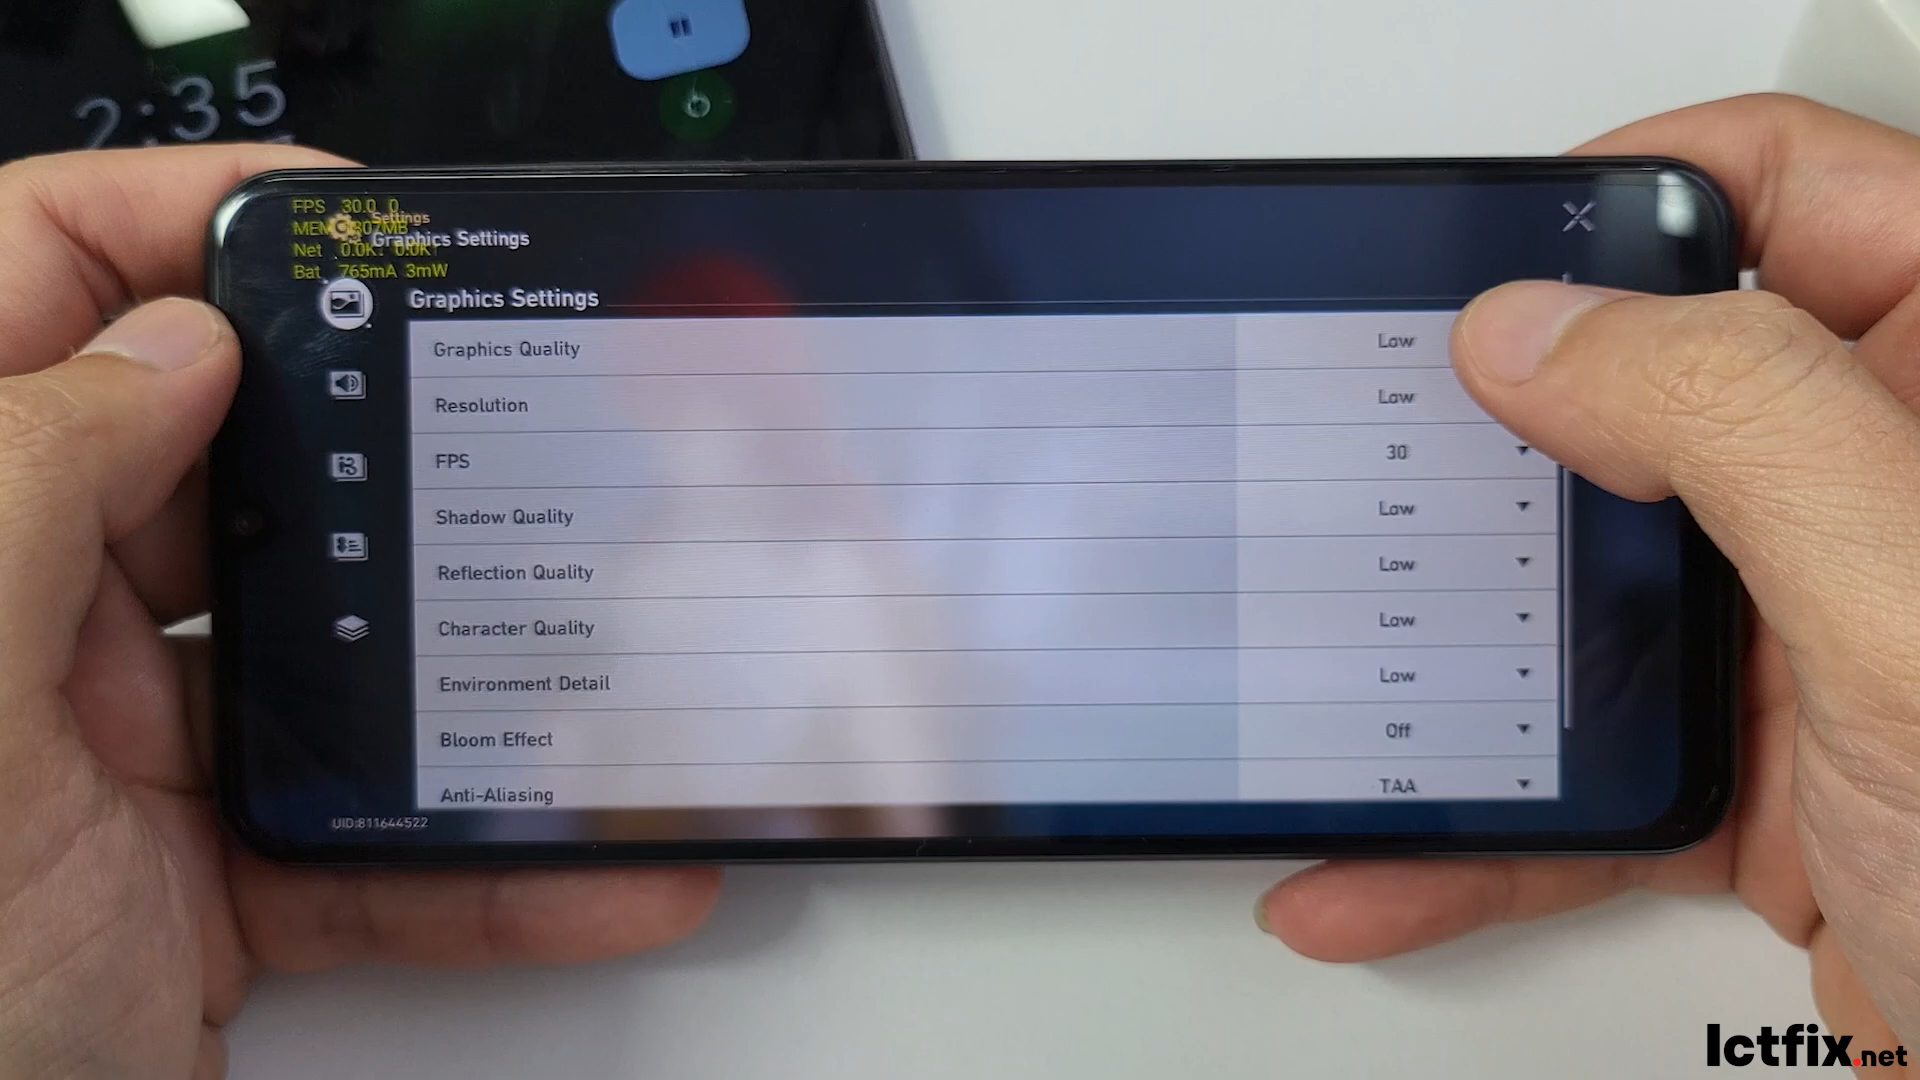 2:35
FPS 30.0 0
Settings
MEM 307MB
Graphics Settings
Net 0.0K 0.0K
Bat 765mA 3mW
Graphics Settings
Graphics Quality Low
Resolution Low
FPS 30
Shadow Quality Low
Reflection Quality Low
Character Quality Low
Environment Detail Low
Bloom Effect Off
Anti-Aliasing TAA
UID:811644522
Ictfix.net